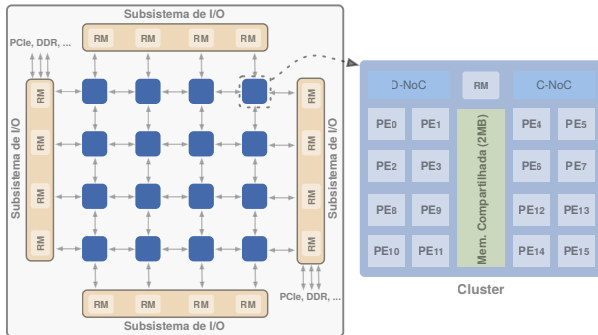 Subsistema de I/O
RM RM RM RM
PCIe, DDR, ...
Subsistema de I/O
RM
RM
RM
RM
RM
RM
RM
RM
Subsistema de I/O
PCIe, DDR, ...
RM RM RM RM
Subsistema de I/O
D-NoC RM C-NoC
PE0 PE1 PE4 PE5
PE2 PE3 PE6 PE7
PE8 PE9 PE12 PE13
PE10 PE11 PE14 PE15
Mem. Compartilhada (2MB)
Cluster